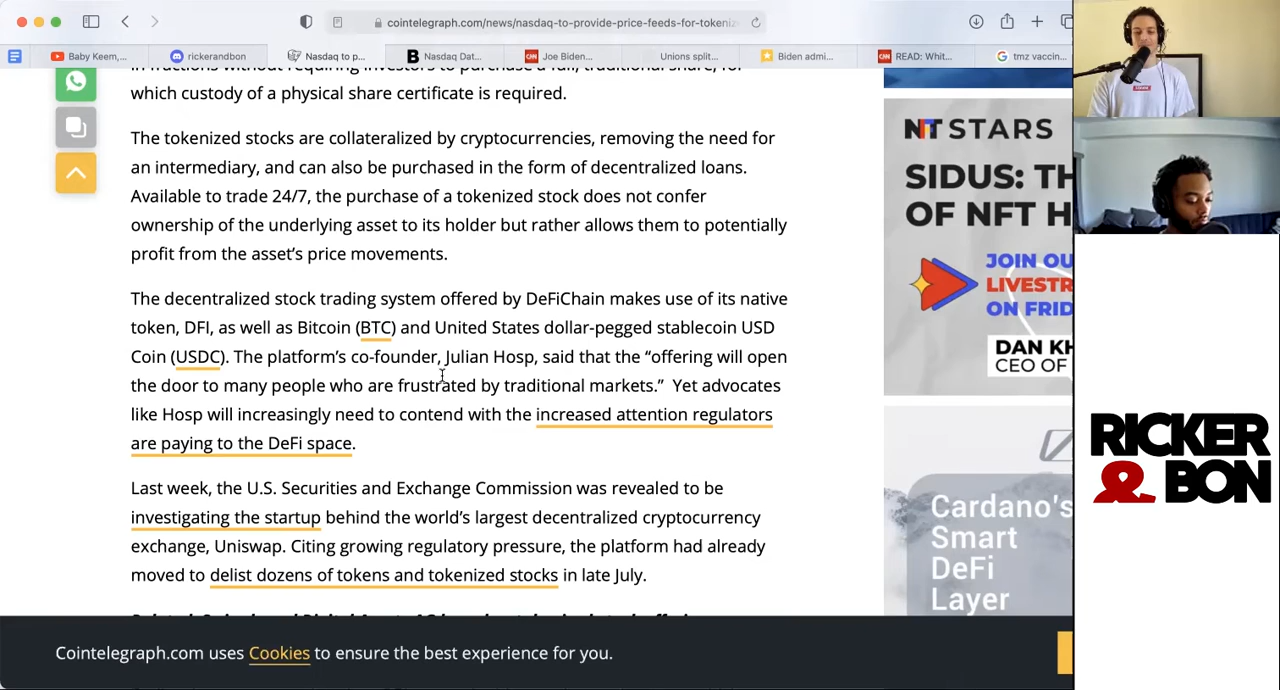 cointelegraph.com/news/nasdaq-to-provide-price-feeds-for-tokeniz
Baby Keem,...
rickerandbon
Nasdaq to p...
Nasdaq Dat...
Joe Biden...
Unions split...
Biden admi...
READ: Whit...
tmz vaccin...
in fractions without requiring investors to purchase a full, traditional share, for
which custody of a physical share certificate is required.
The tokenized stocks are collateralized by cryptocurrencies, removing the need for
an intermediary, and can also be purchased in the form of decentralized loans.
Available to trade 24/7, the purchase of a tokenized stock does not confer
ownership of the underlying asset to its holder but rather allows them to potentially
profit from the asset’s price movements.
The decentralized stock trading system offered by DeFiChain makes use of its native
token, DFI, as well as Bitcoin (BTC) and United States dollar-pegged stablecoin USD
Coin (USDC). The platform’s co-founder, Julian Hosp, said that the “offering will open
the door to many people who are frustrated by traditional markets.” Yet advocates
like Hosp will increasingly need to contend with the increased attention regulators
are paying to the DeFi space.
Last week, the U.S. Securities and Exchange Commission was revealed to be
investigating the startup behind the world’s largest decentralized cryptocurrency
exchange, Uniswap. Citing growing regulatory pressure, the platform had already
moved to delist dozens of tokens and tokenized stocks in late July.
Cointelegraph.com uses Cookies to ensure the best experience for you.
NFT STARS
SIDUS: TH
OF NFT H
JOIN OU
LIVESTR
ON FRID
DAN KH
CEO OF
Cardano's
Smart
DeFi
Layer
RICKER
& BON